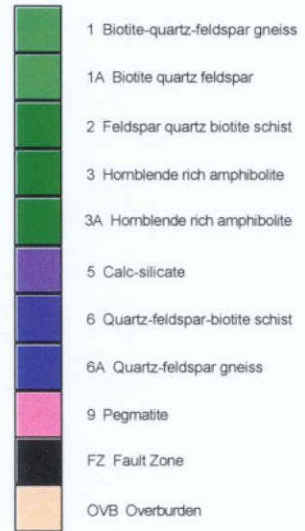 1 Biotite-quartz-feldspar gneiss
1A Biotite quartz feldspar
2 Feldspar quartz biotite schist
3 Hornblende rich amphibolite
3A Hornblende rich amphibolite
5 Calc-silicate
6 Quartz-feldspar-biotite schist
6A Quartz-feldspar gneiss
9 Pegmatite
FZ Fault Zone
OVB Overburden